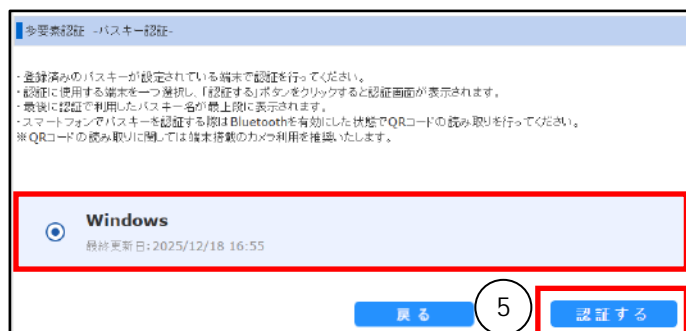 多要素認証 -パスキー認証-
・登録済みのパスキーが設定されている端末で認証を行ってください。
・認証に使用する端末を一つ選択し、「認証する」ボタンをクリックすると認証画面が表示されます。
・最後に認証で利用したパスキー名が最上段に表示されます。
・スマートフォンでパスキーを認証する際はBluetoothを有効にした状態でQRコードの読み取りを行ってください。
※QRコードの読み取りに関しては端末搭載のカメラ利用を推奨いたします。
Windows
最終更新日:2025/12/18 16:55
戻る 5 認証する